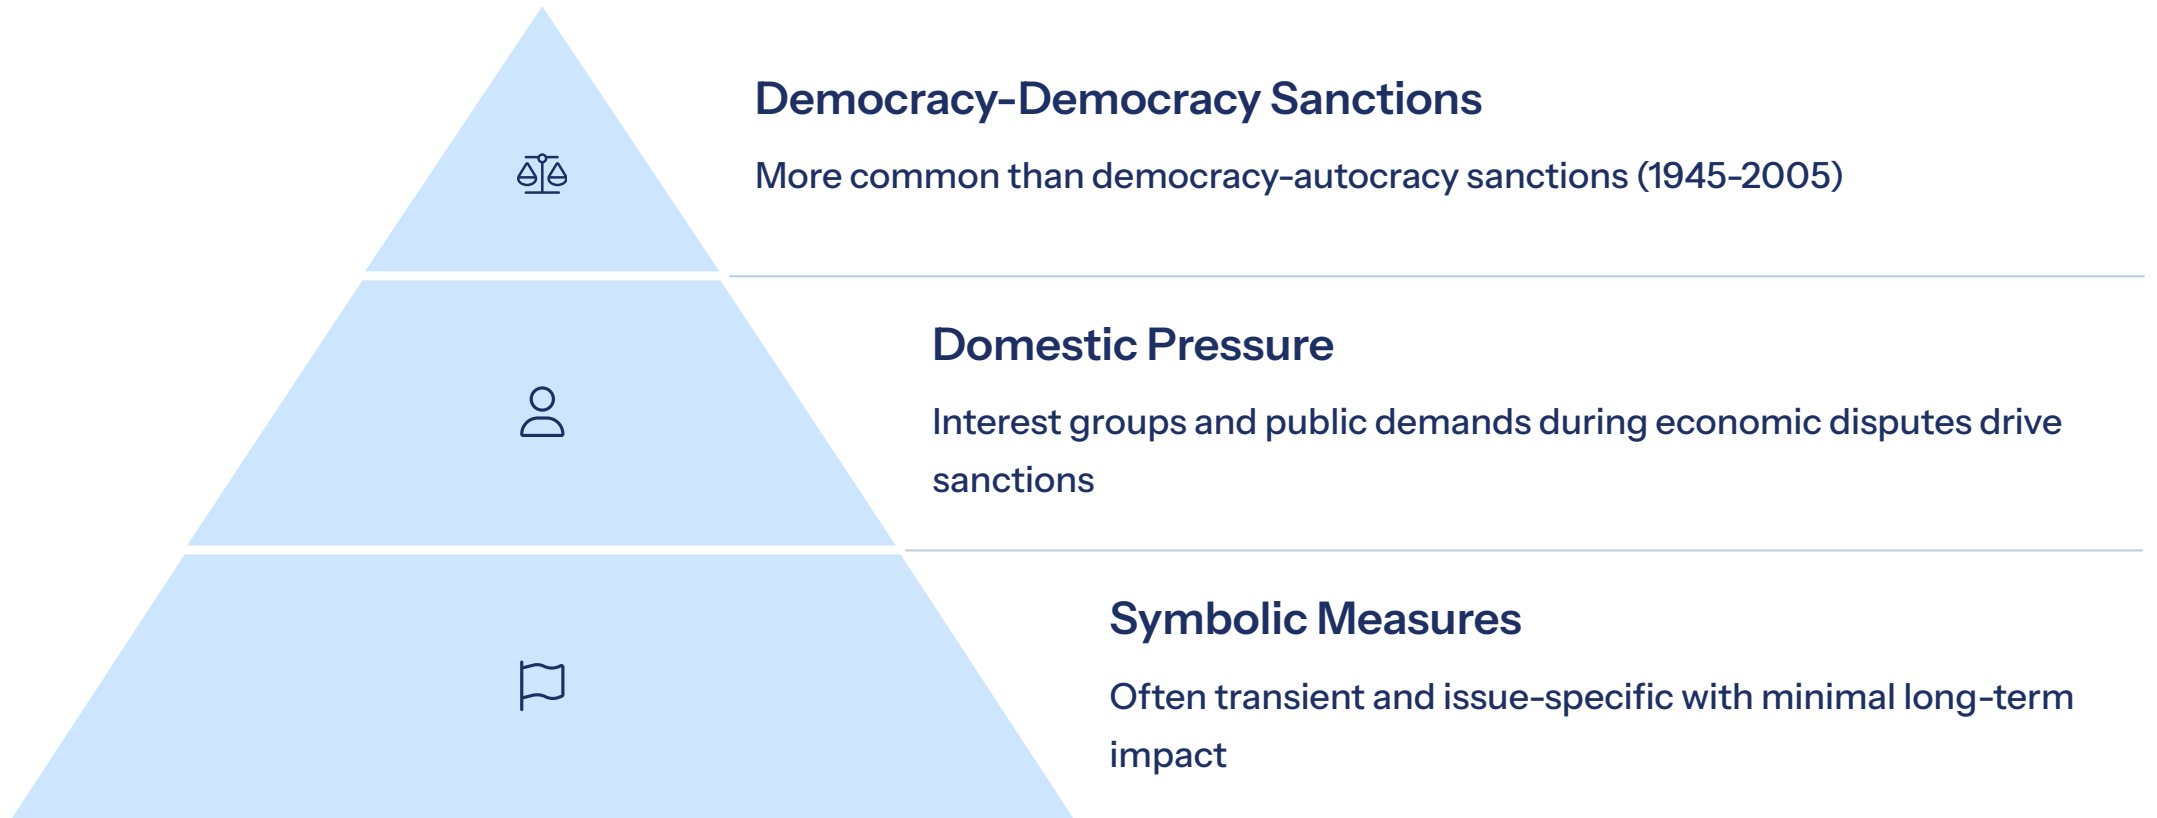 Democracy-Democracy Sanctions
More common than democracy-autocracy sanctions (1945-2005)
Domestic Pressure
Interest groups and public demands during economic disputes drive
sanctions
Symbolic Measures
Often transient and issue-specific with minimal long-term
impact